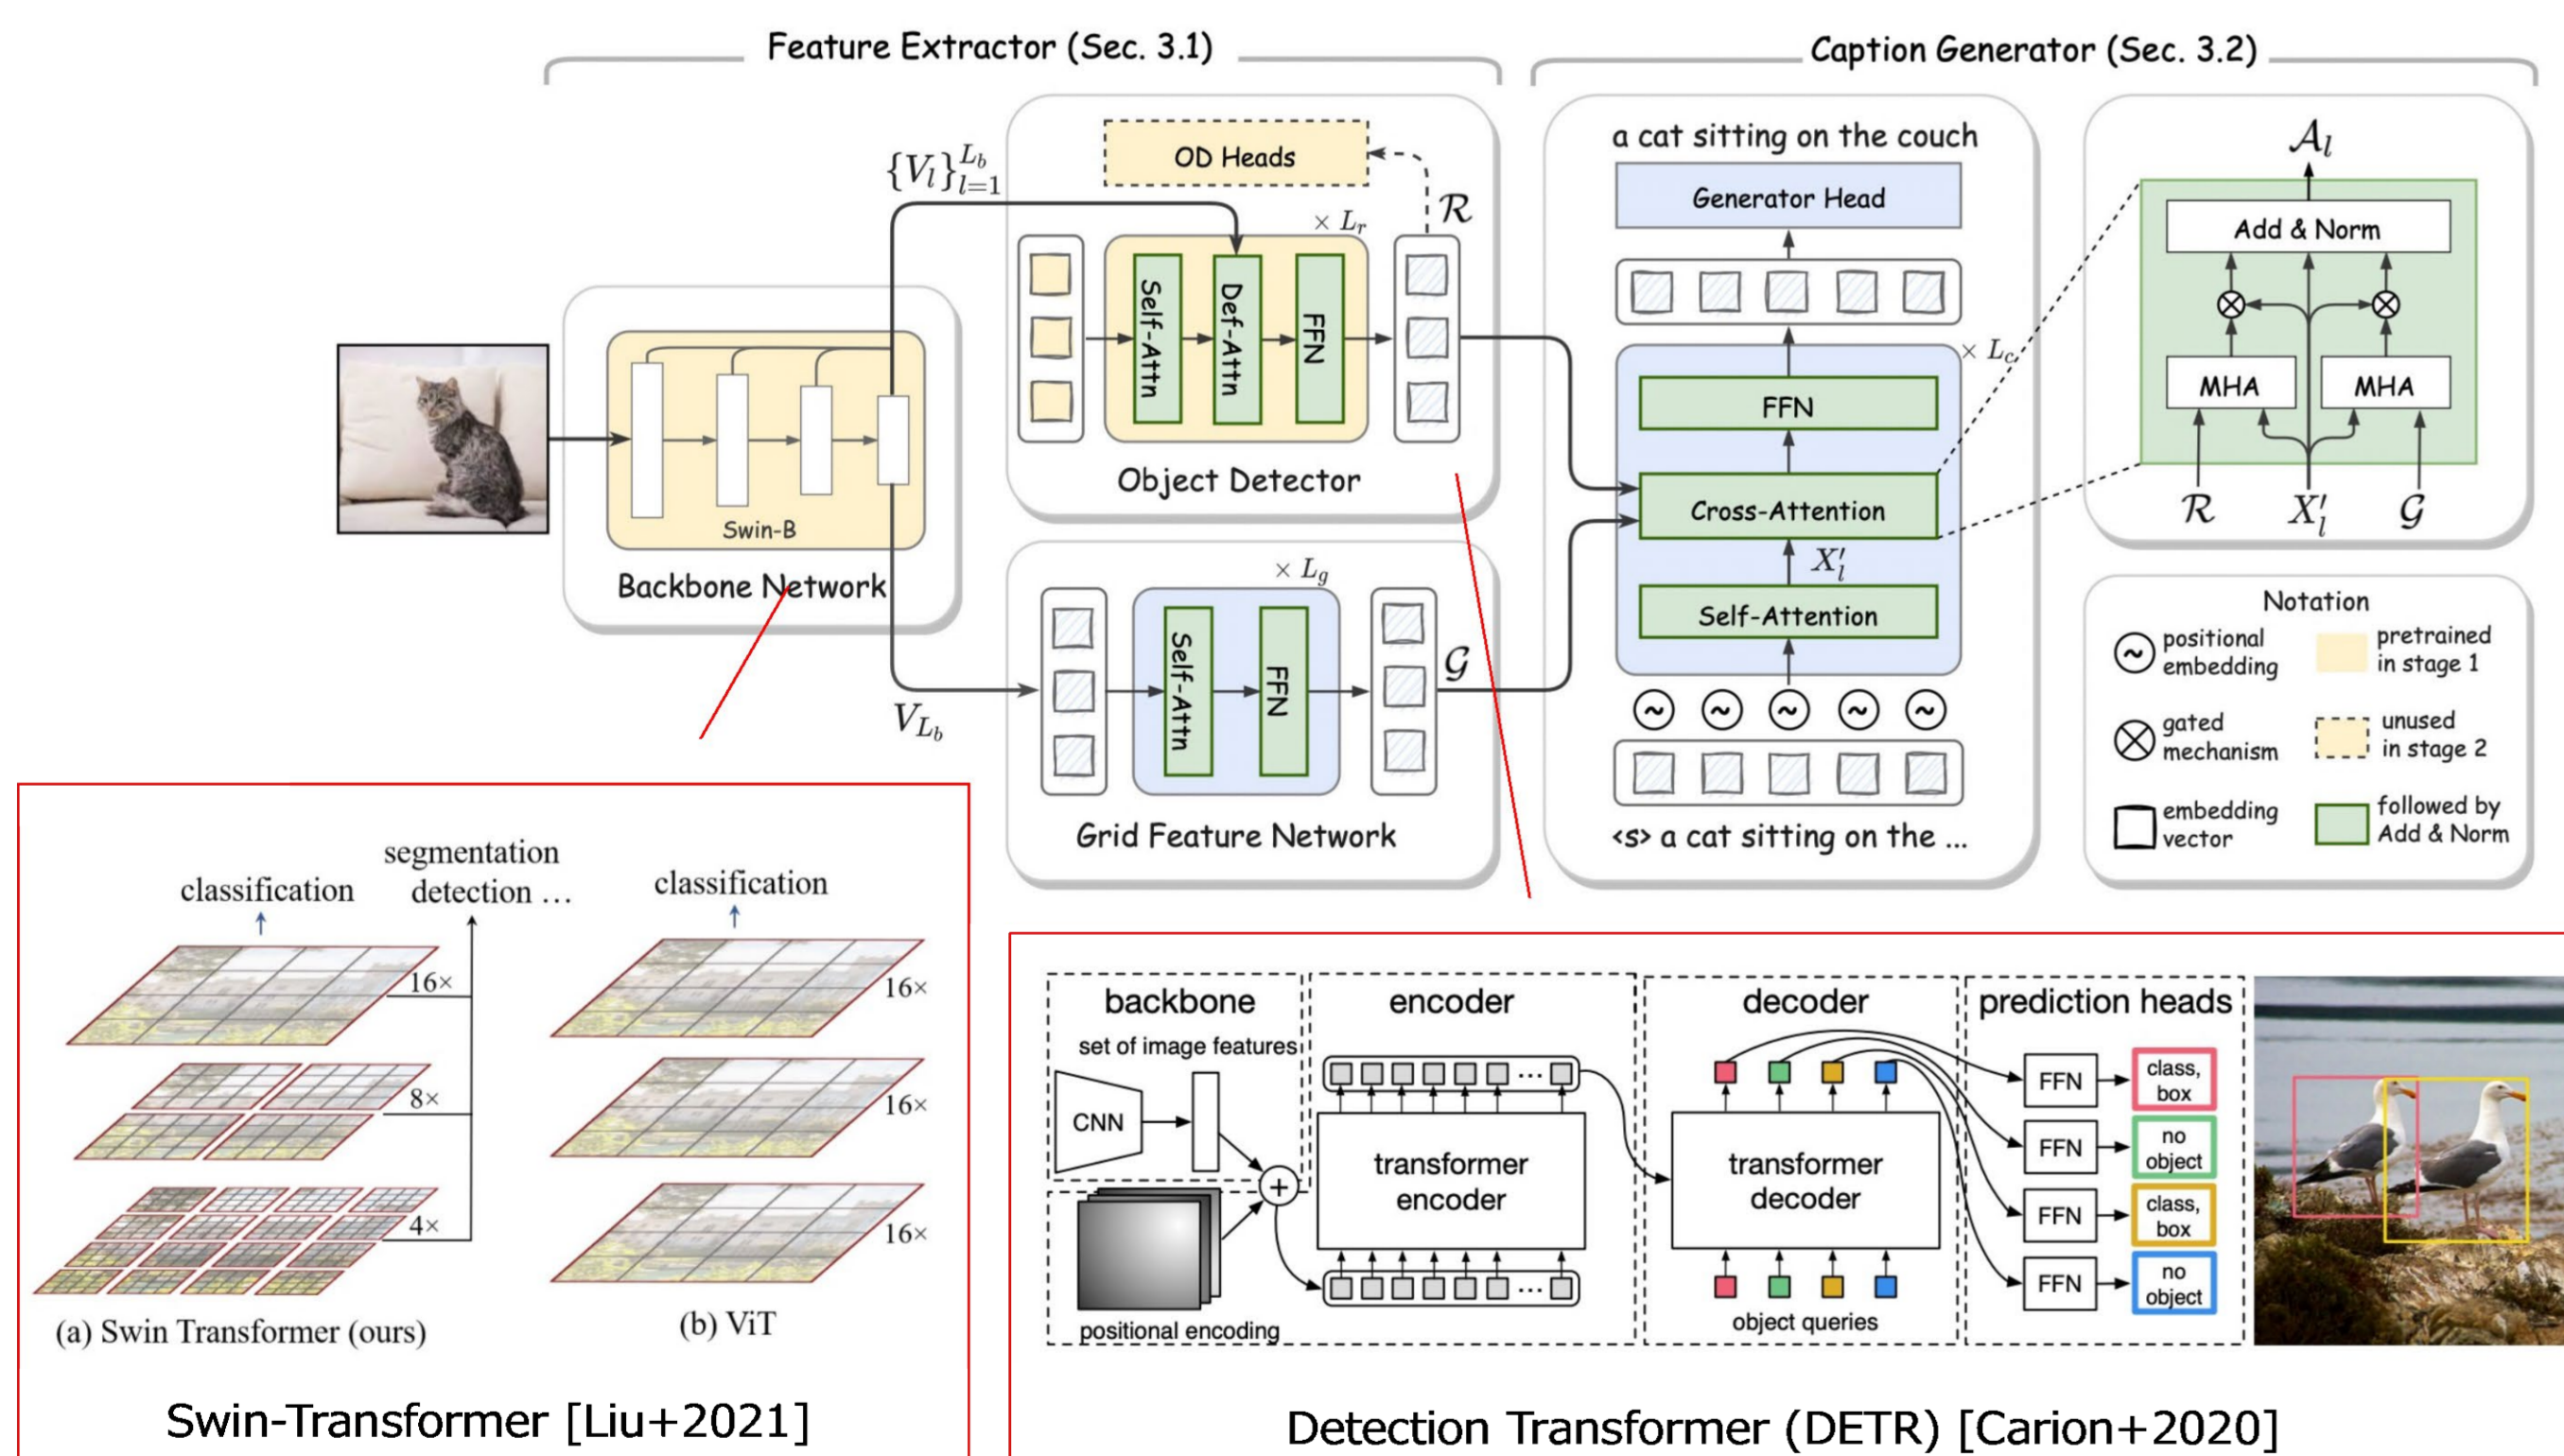 Feature Extractor (Sec. 3.1)
Caption Generator (Sec. 3.2)
{V_l}_{l=1}^{L_b}
OD Heads
R
× L_r
Self-Attn
Def-Attn
FFN
Object Detector
Swin-B
Backbone Network
V_{L_b}
× L_g
Self-Attn
FFN
G
Grid Feature Network
a cat sitting on the couch
Generator Head
× L_c
FFN
Cross-Attention
X'_l
Self-Attention
~ ~ ~ ~ ~
<s> a cat sitting on the ...
A_l
Add & Norm
MHA
MHA
R
X'_l
G
Notation
~
positional
embedding
pretrained
in stage 1
gated
mechanism
unused
in stage 2
embedding
vector
followed by
Add & Norm
classification
segmentation
detection ...
16×
8×
4×
(a) Swin Transformer (ours)
classification
16×
16×
16×
(b) ViT
Swin-Transformer [Liu+2021]
backbone
set of image features
CNN
+
positional encoding
encoder
...
transformer
encoder
...
decoder
transformer
decoder
object queries
prediction heads
FFN
class,
box
FFN
no
object
FFN
class,
box
FFN
no
object
Detection Transformer (DETR) [Carion+2020]